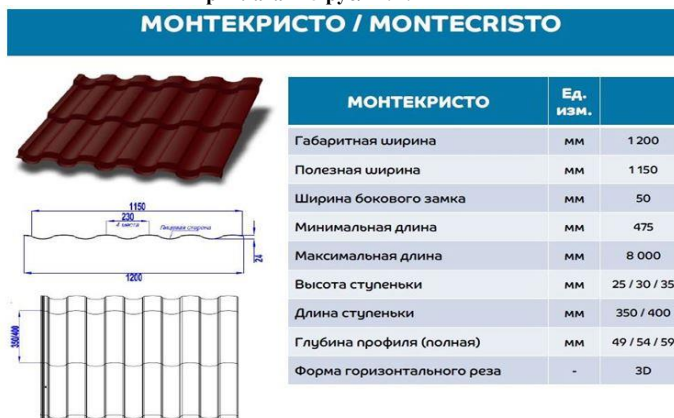 МОНТЕКРИСТО / MONTECRISTO
МОНТЕКРИСТО Ед. изм.
Габаритная ширина мм 1 200
Полезная ширина мм 1 150
Ширина бокового замка мм 50
Минимальная длина мм 475
Максимальная длина мм 8 000
Высота ступеньки мм 25 / 30 / 35
Длина ступеньки мм 350 / 400
Глубина профиля (полная) мм 49 / 54 / 59
Форма горизонтального реза - 3D
1150
230
Лицевая сторона
24
1200
350/400